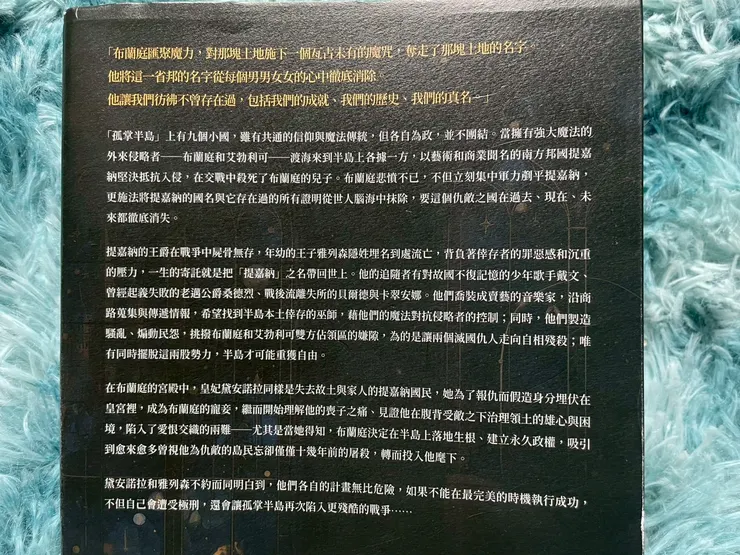 「布蘭庭匯聚魔力，對那塊土地施下一個亙古未有的魔咒，奪走了那塊土地的名字。
他將這一省邦的名字從每個男男女女的心中徹底消除。
他讓我們彷彿不曾存在過，包括我們的成就、我們的歷史、我們的真名。」
「孤掌半島」上有九個小國，雖有共通的信仰與魔法傳統，但各自為政，並不團結。當擁有強大魔法的
外來侵略者——布蘭庭和艾勃利可——渡海來到半島上各據一方，以藝術和商業聞名的南方邦國提嘉
納堅決抵抗入侵，在交戰中殺死了布蘭庭的兒子。布蘭庭悲憤不已，不但立刻集中軍力剷平提嘉納，
更施法將提嘉納的國名與它存在過的所有證明從世人腦海中抹除，要這個仇敵之國在過去、現在、未
來都徹底消失。
提嘉納的王爵在戰爭中屍骨無存，年幼的王子雅列森隱姓埋名到處流亡，背負著倖存者的罪惡感和沉重
的壓力，一生的寄託就是把「提嘉納」之名帶回世上。他的追隨者有對故國不復記憶的少年歌手戴文、
曾經起義失敗的老邁公爵桑德烈、戰後流離失所的貝爾德與卡翠安娜。他們喬裝成賣藝的音樂家，沿商
路蒐集與傳遞情報，希望找到半島本土倖存的巫師，藉他們的魔法對抗侵略者的控制；同時，他們製造
騷亂、煽動民怨，挑撥布蘭庭和艾勃利可雙方佔領區的嫌隙，為的是讓兩個滅國仇人走向自相殘殺；唯
有同時擺脫這兩股勢力，半島才可能重獲自由。
在布蘭庭的宮殿中，皇妃黛安諾拉同樣是失去故土與家人的提嘉納國民，她為了報仇而假造身分埋伏在
皇宮裡，成為布蘭庭的寵妾，繼而開始理解他的喪子之痛、見證他在腹背受敵之下治理領土的雄心與困
境，陷入了愛恨交織的兩難——尤其是當她得知，布蘭庭決定在半島上落地生根、建立永久政權，吸引
到愈來愈多曾視他為仇敵的島民忘卻僅僅十幾年前的屠殺，轉而投入他麾下。
黛安諾拉和雅列森不約而同明白到，他們各自的計畫無比危險，如果不能在最完美的時機執行成功，
不但自己會遭受極刑，還會讓孤掌半島再次陷入更殘酷的戰爭……